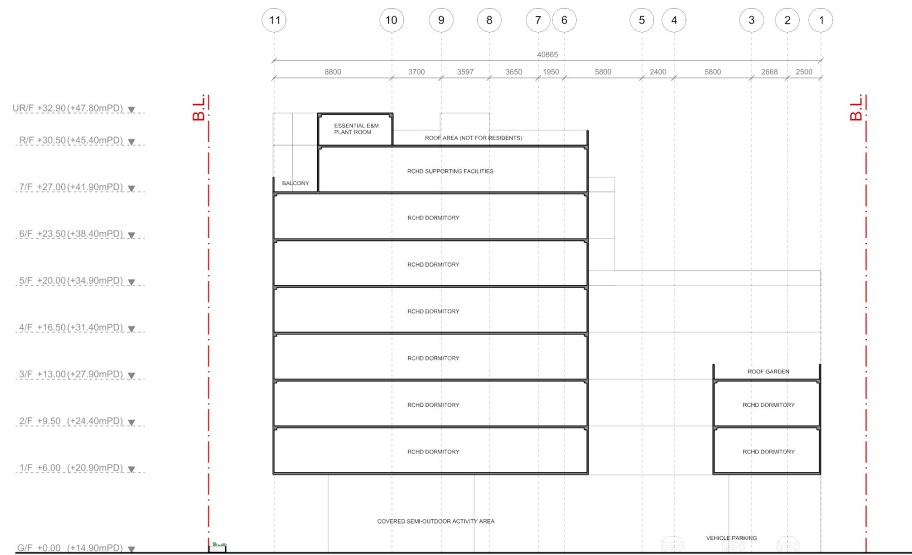 11 10 9 8 7 6 5 4 3 2 1
40865
8800 3700 3597 3650 1950 5800 2400 5800 2668 2500
B.L. B.L.
UR/F +32.90 (+47.80mPD)
ESSENTIAL E&M
PLANT ROOM
R/F +30.50 (+45.40mPD)
ROOF AREA (NOT FOR RESIDENTS)
RCHD SUPPORTING FACILITIES
BALCONY
7/F +27.00 (+41.90mPD)
RCHD DORMITORY
6/F +23.50 (+38.40mPD)
RCHD DORMITORY
5/F +20.00 (+34.90mPD)
RCHD DORMITORY
4/F +16.50 (+31.40mPD)
RCHD DORMITORY
3/F +13.00 (+27.90mPD)
ROOF GARDEN
RCHD DORMITORY RCHD DORMITORY
2/F +9.50 (+24.40mPD)
RCHD DORMITORY RCHD DORMITORY
1/F +6.00 (+20.90mPD)
COVERED SEMI-OUTDOOR ACTIVITY AREA
VEHICLE PARKING
G/F +0.00 (+14.90mPD)